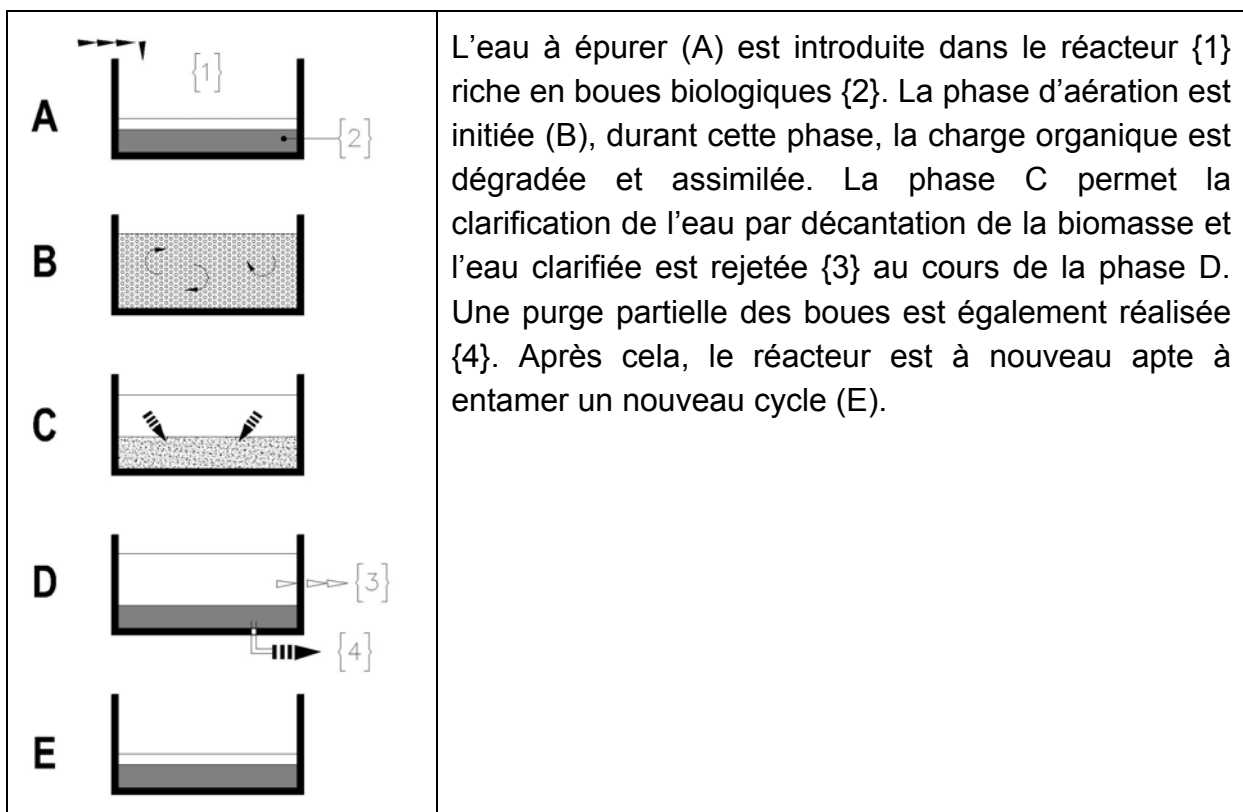 {1}
A
{2}
B
C
D
{3}
{4}
E
L’eau à épurer (A) est introduite dans le réacteur {1}
riche en boues biologiques {2}. La phase d’aération est
initiée (B), durant cette phase, la charge organique est
dégradée et assimilée. La phase C permet la
clarification de l’eau par décantation de la biomasse et
l’eau clarifiée est rejetée {3} au cours de la phase D.
Une purge partielle des boues est également réalisée
{4}. Après cela, le réacteur est à nouveau apte à
entamer un nouveau cycle (E).